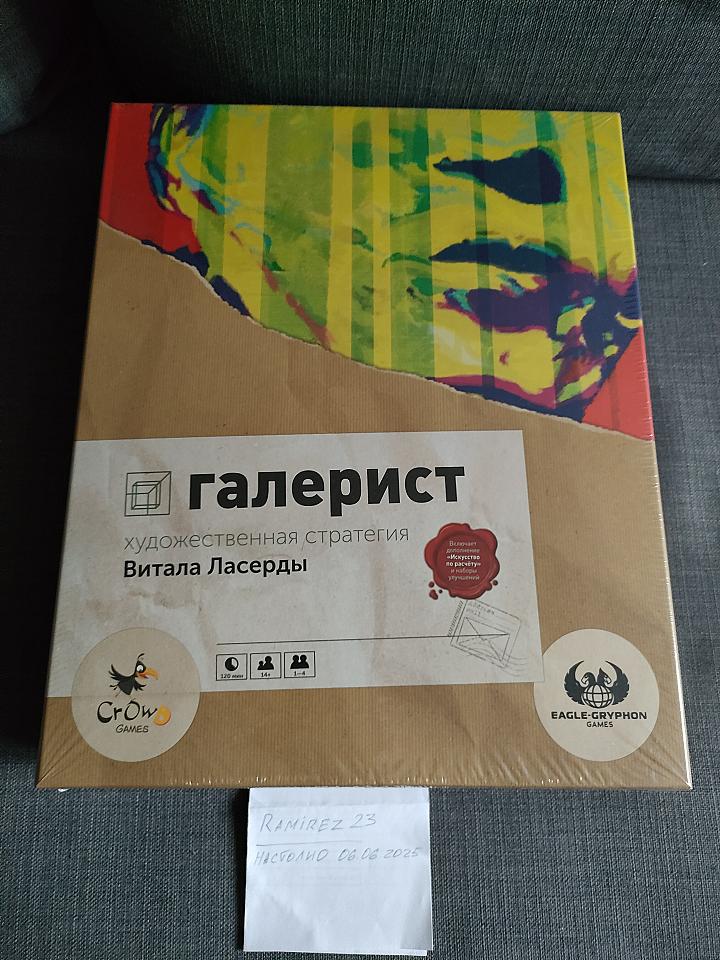 галерист
художественная стратегия
Витала Ласерды
Включает
дополнение
«Искусство
по расчёту»
и наборы
улучшений
120 мин
14+
1—4
CrOw
GAMES
EAGLE-GRYPHON
GAMES
RAMIREZ 23
НАСТОЛИО 06.06.2025